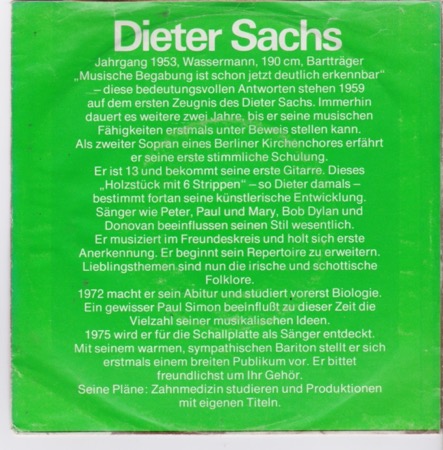 Dieter Sachs
Jahrgang 1953, Wassermann, 190 cm, Bartträger
„Musische Begabung ist schon jetzt deutlich erkennbar“
– diese bedeutungsvollen Antworten stehen 1959
auf dem ersten Zeugnis des Dieter Sachs. Immerhin
dauert es weitere zwei Jahre, bis er seine musischen
Fähigkeiten erstmals unter Beweis stellen kann.
Als zweiter Sopran eines Berliner Kirchenchores erfährt
er seine erste stimmliche Schulung.
Er ist 13 und bekommt seine erste Gitarre. Dieses
„Holzstück mit 6 Strippen“ – so Dieter damals –
bestimmt fortan seine künstlerische Entwicklung.
Sänger wie Peter, Paul und Mary, Bob Dylan und
Donovan beeinflussen seinen Stil wesentlich.
Er musiziert im Freundeskreis und holt sich erste
Anerkennung. Er beginnt sein Repertoire zu erweitern.
Lieblingsthemen sind nun die irische und schottische
Folklore.
1972 macht er sein Abitur und studiert vorerst Biologie.
Ein gewisser Paul Simon beeinflußt zu dieser Zeit die
Vielzahl seiner musikalischen Ideen.
1975 wird er für die Schallplatte als Sänger entdeckt.
Mit seinem warmen, sympathischen Bariton stellt er sich
erstmals einem breiten Publikum vor. Er bittet
freundlichst um Ihr Gehör.
Seine Pläne: Zahnmedizin studieren und Produktionen
mit eigenen Titeln.